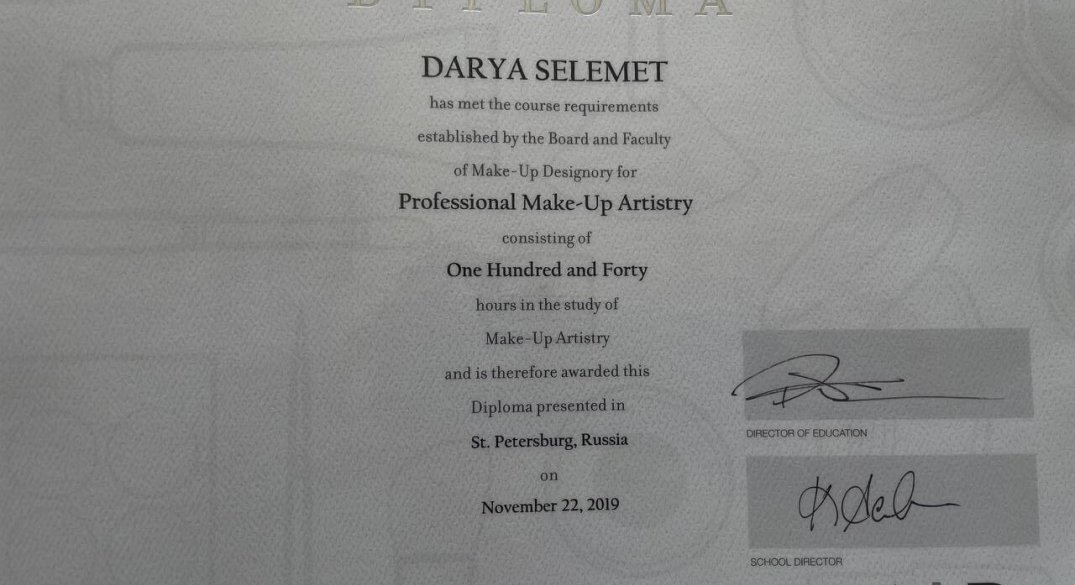 DIPLOMA
DARYA SELEMET
has met the course requirements
established by the Board and Faculty
of Make-Up Designory for
Professional Make-Up Artistry
consisting of
One Hundred and Forty
hours in the study of
Make-Up Artistry
and is therefore awarded this
Diploma presented in
St. Petersburg, Russia
on
November 22, 2019
DIRECTOR OF EDUCATION
SCHOOL DIRECTOR